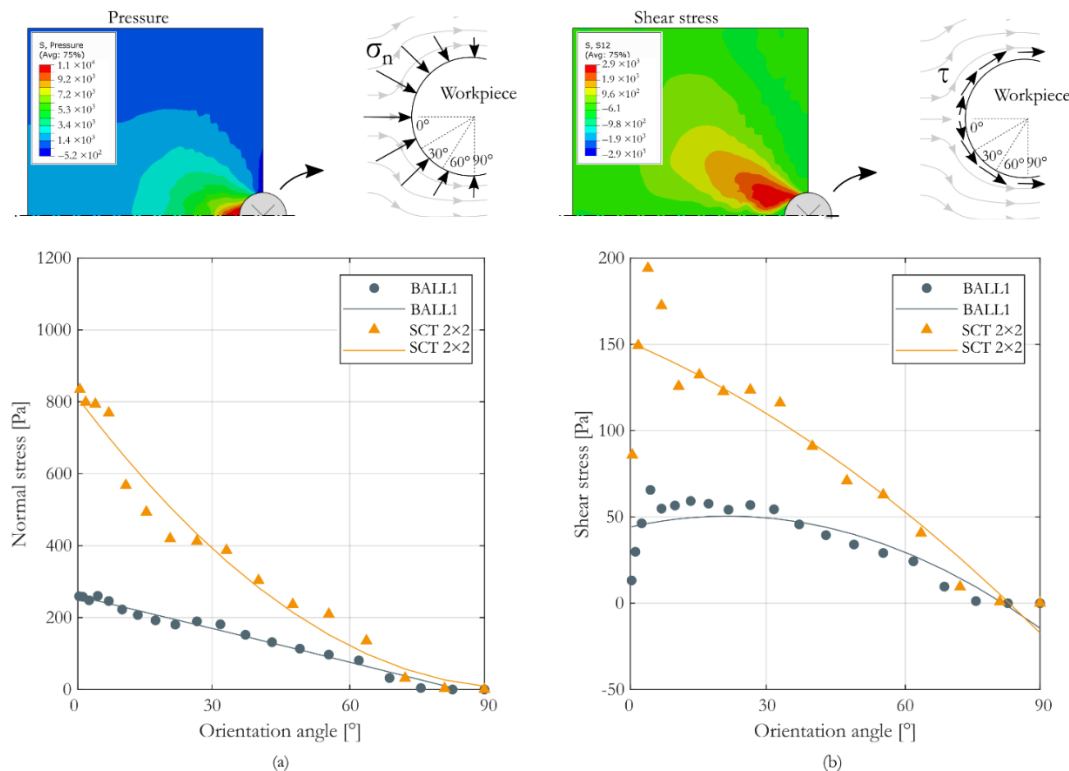 Pressure
S, Pressure
(Avg: 75%)
1.1 × 10⁴
9.2 × 10³
7.2 × 10³
5.3 × 10³
3.4 × 10³
1.4 × 10³
−5.2 × 10²
σn
Workpiece
0°
30°
60°
90°
Shear stress
S, S12
(Avg: 75%)
2.9 × 10³
1.9 × 10³
9.6 × 10²
−6.1
−9.8 × 10²
−1.9 × 10³
−2.9 × 10³
τ
Workpiece
0°
30°
60°
90°
1200
1000
800
600
400
200
0
Normal stress [Pa]
BALL1
BALL1
SCT 2×2
SCT 2×2
0 30 60 90
Orientation angle [°]
(a)
200
150
100
50
0
-50
Shear stress [Pa]
BALL1
BALL1
SCT 2×2
SCT 2×2
0 30 60 90
Orientation angle [°]
(b)